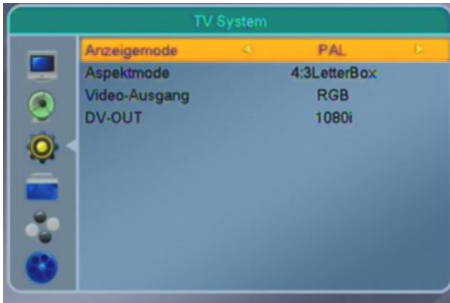 TV System
Anzeigemode PAL
Aspektmode 4:3LetterBox
Video-Ausgang RGB
DV-OUT 1080i